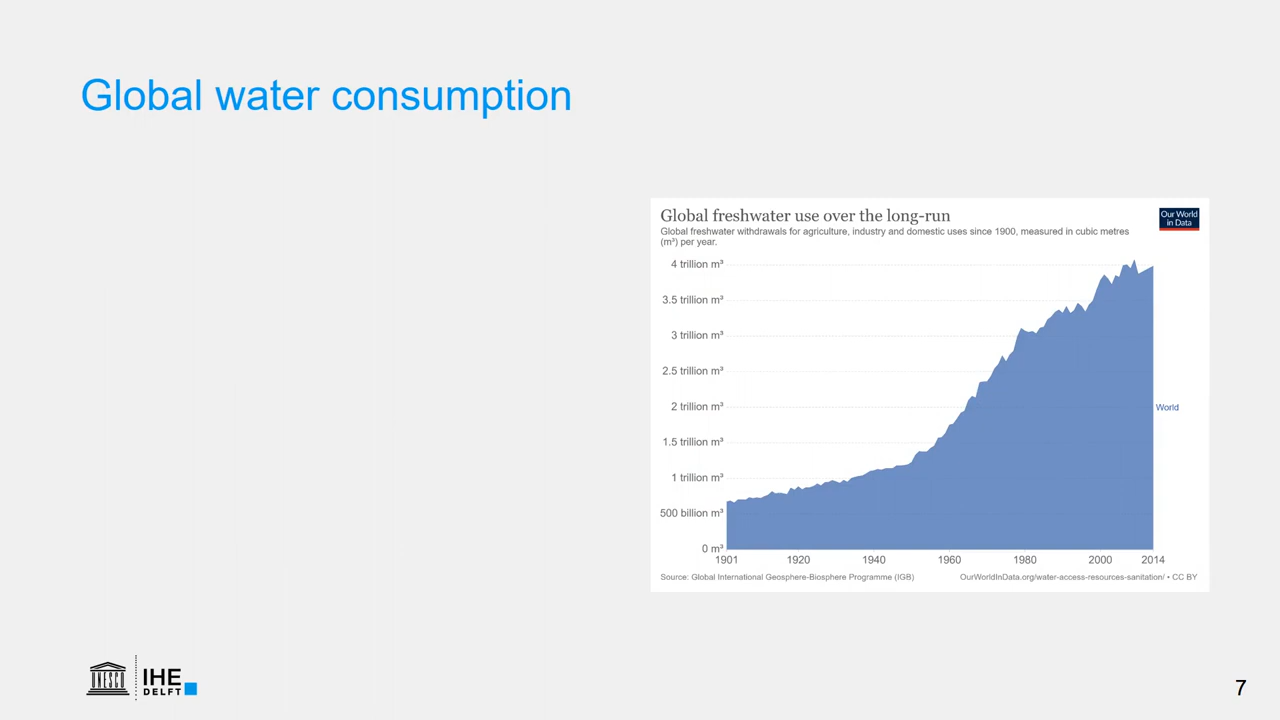 Global water consumption
Global freshwater use over the long-run
Our World
in Data
Global freshwater withdrawals for agriculture, industry and domestic uses since 1900, measured in cubic metres
(m³) per year.
4 trillion m³
3.5 trillion m³
3 trillion m³
2.5 trillion m³
2 trillion m³
World
1.5 trillion m³
1 trillion m³
500 billion m³
0 m³
1901 1920 1940 1960 1980 2000 2014
Source: Global International Geosphere-Biosphere Programme (IGB) OurWorldInData.org/water-access-resources-sanitation/ • CC BY
UNESCO
IHE
DELFT
7